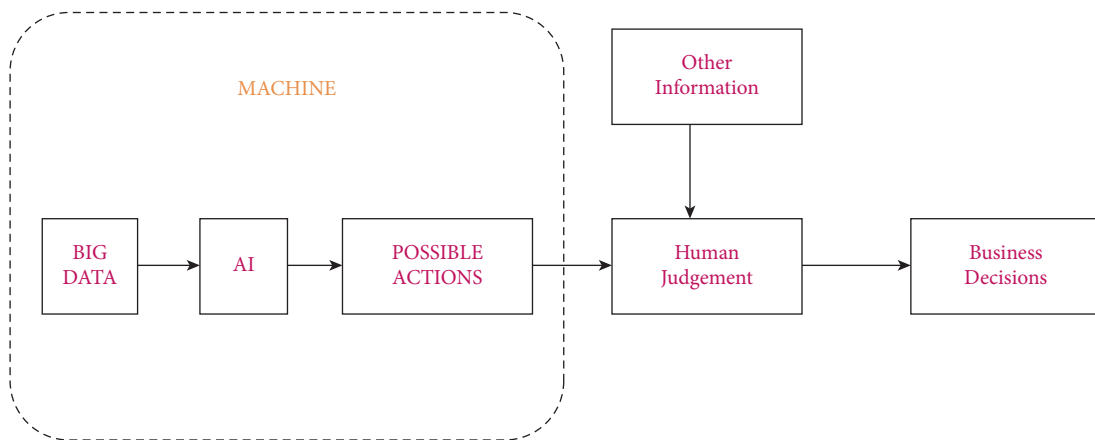 MACHINE
Other
Information
BIG
DATA
AI
POSSIBLE
ACTIONS
Human
Judgement
Business
Decisions